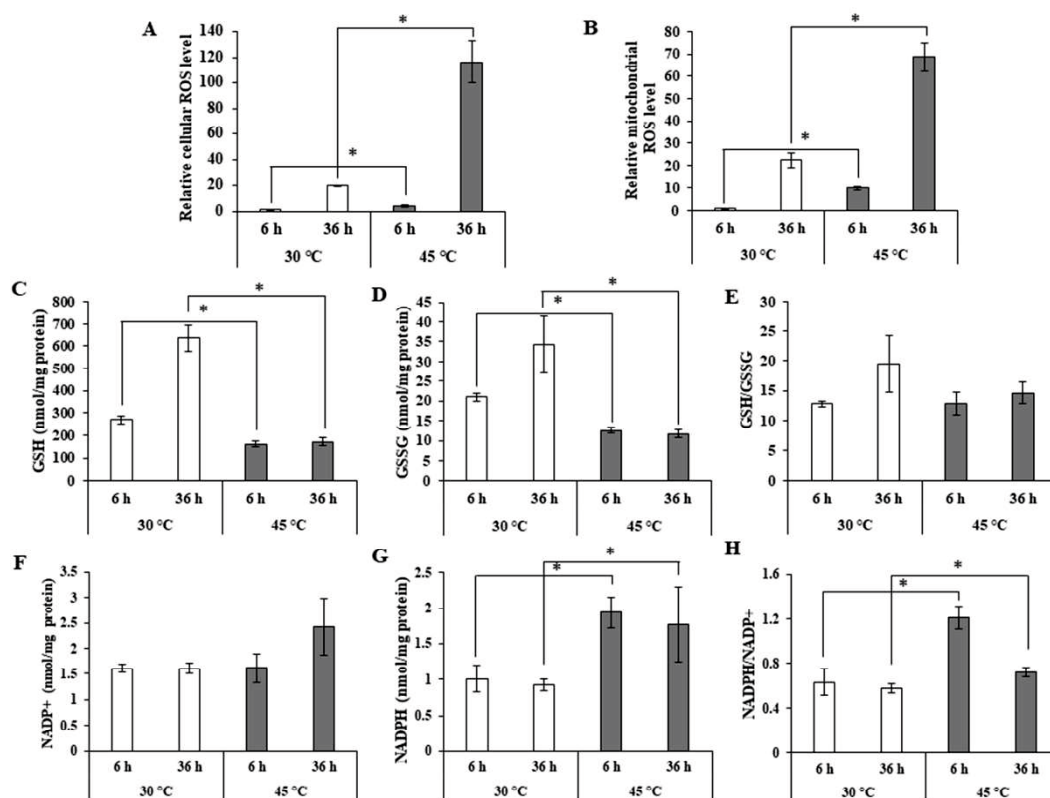 A
Relative cellular ROS level
140
120
100
80
60
40
20
0
*
*
6 h 36 h 6 h 36 h
30 °C 45 °C
B
Relative mitochondrial
ROS level
80
70
60
50
40
30
20
10
0
*
*
6 h 36 h 6 h 36 h
30 °C 45 °C
C
GSH (nmol/mg protein)
800
700
600
500
400
300
200
100
0
*
*
6 h 36 h 6 h 36 h
30 °C 45 °C
D
GSSG (nmol/mg protein)
45
40
35
30
25
20
15
10
5
0
*
*
6 h 36 h 6 h 36 h
30 °C 45 °C
E
GSH/GSSG
30
25
20
15
10
5
0
6 h 36 h 6 h 36 h
30 °C 45 °C
F
NADP+ (nmol/mg protein)
3.5
3
2.5
2
1.5
1
0.5
0
6 h 36 h 6 h 36 h
30 °C 45 °C
G
NADPH (nmol/mg protein)
2.5
2
1.5
1
0.5
0
*
*
6 h 36 h 6 h 36 h
30 °C 45 °C
H
NADPH/NADP+
1.6
1.2
0.8
0.4
0
*
*
6 h 36 h 6 h 36 h
30 °C 45 °C